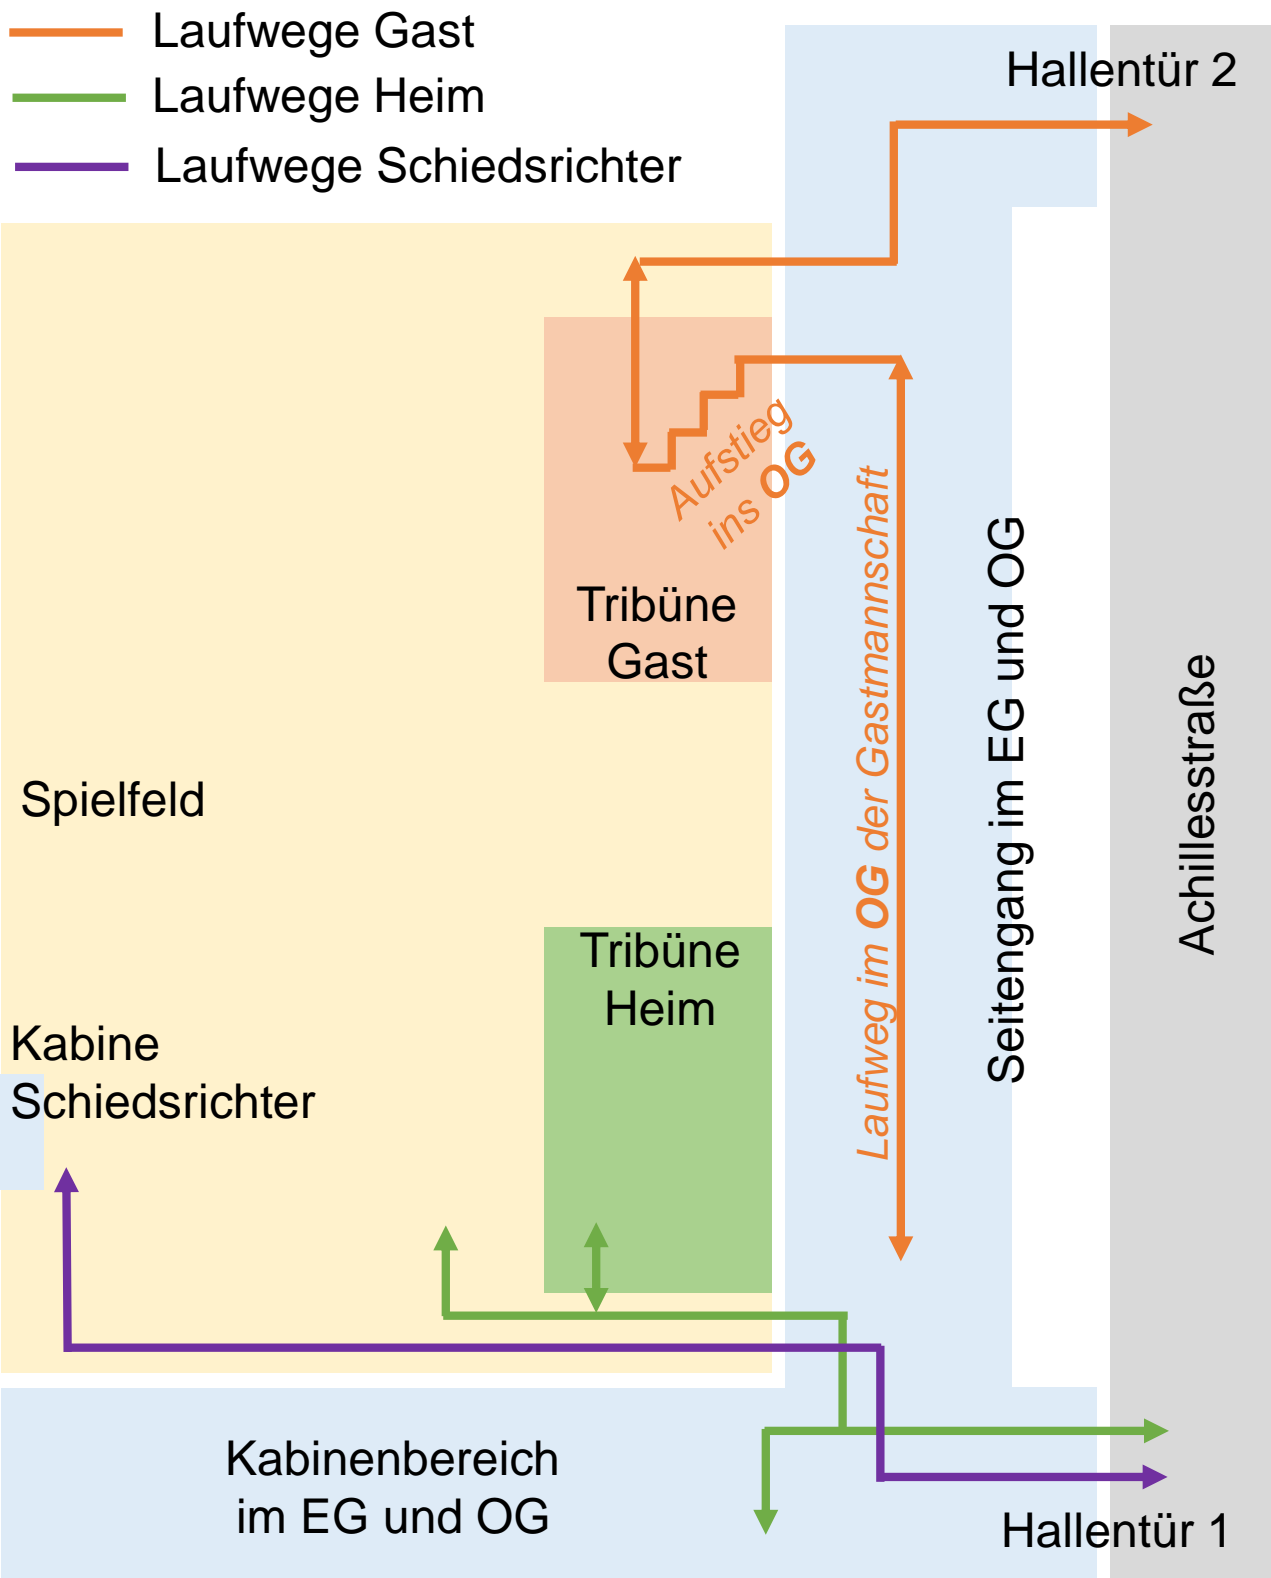 Laufwege Gast
Laufwege Heim
Laufwege Schiedsrichter
Hallentür 2
Aufstieg
ins OG
Tribüne
Gast
Laufweg im OG der Gastmannschaft
Seitengang im EG und OG
Achillesstraße
Spielfeld
Tribüne
Heim
Kabine
Schiedsrichter
Kabinenbereich
im EG und OG
Hallentür 1